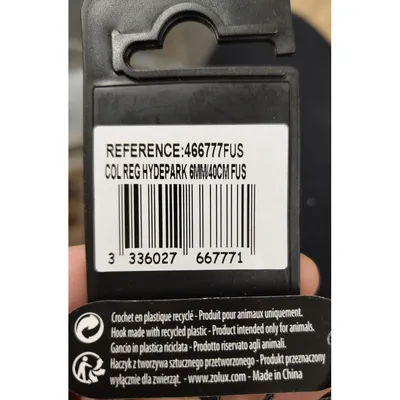 REFERENCE:466777FUS
COL REG HYDEPARK 6MM/40CM FUS
3 336027 667771
Crochet en plastique recyclé - Produit pour animaux uniquement.
Hook made with recycled plastic - Product intended only for animals.
Gancio in plastica riciclata - Prodotto riservato agli animali.
Haczyk z tworzywa sztucznego przetworzonego - Produkt przeznaczony
wyłącznie dla zwierząt. - www.zolux.com - Made in China